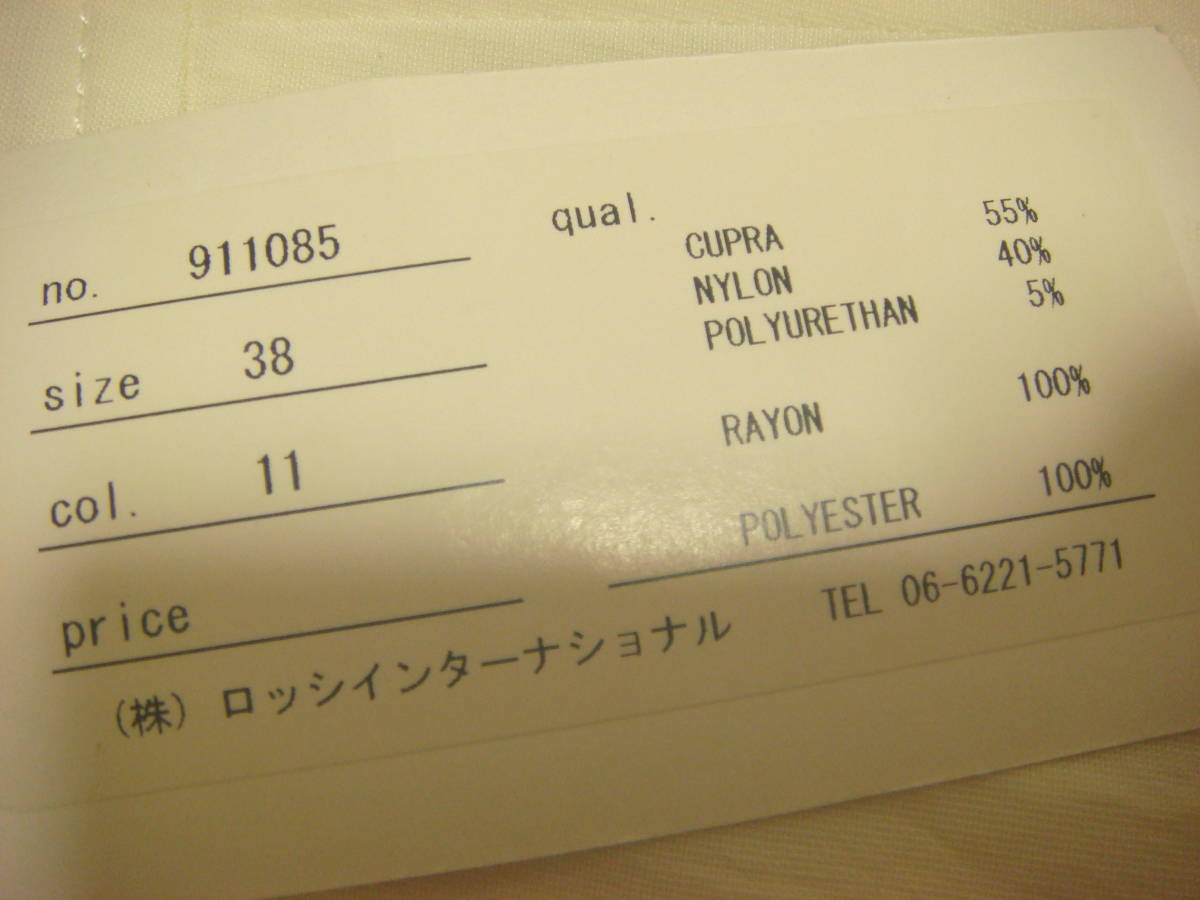 no. 911085
size 38
col. 11
price
qual.
CUPRA 55%
NYLON 40%
POLYURETHAN 5%
RAYON 100%
POLYESTER 100%
(株) ロッシインターナショナル TEL 06-6221-5771